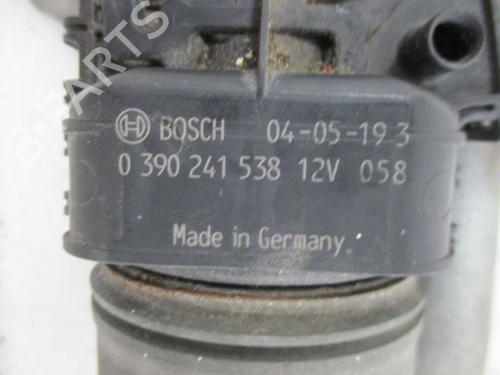 BOSCH 04-05-19 3
0 390 241 538 12V 058
Made in Germany
B-PARTS